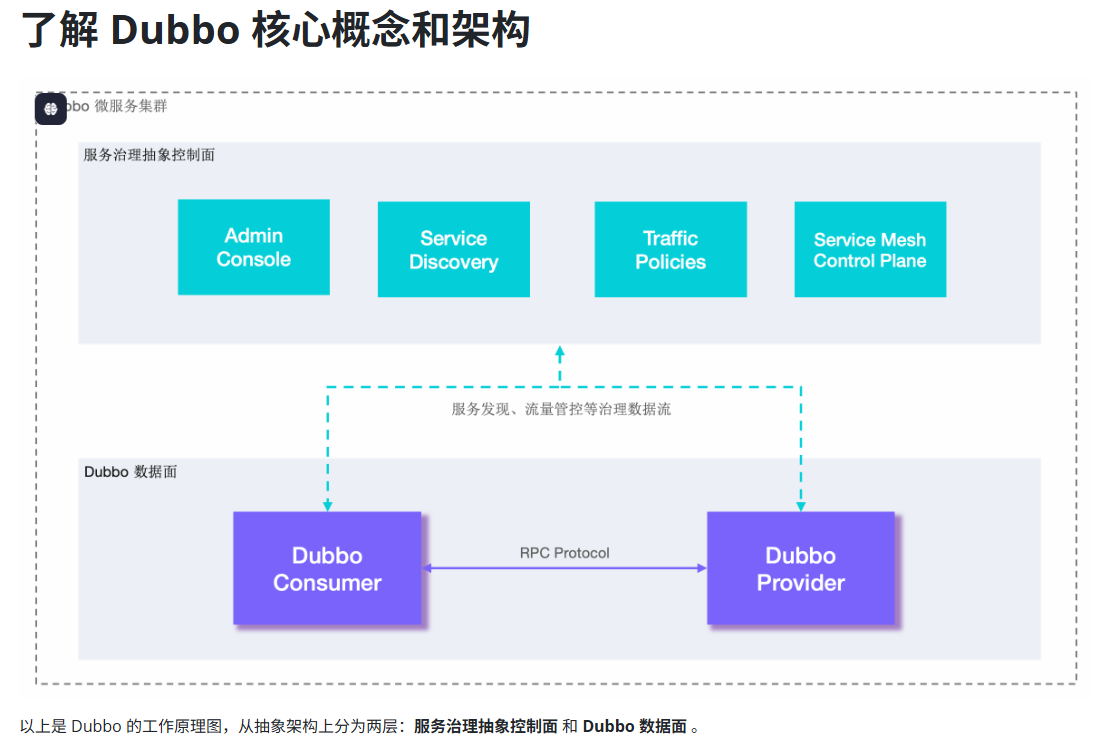 了解 Dubbo 核心概念和架构
bbo 微服务集群
服务治理抽象控制面
Admin
Console
Service
Discovery
Traffic
Policies
Service Mesh
Control Plane
服务发现、流量管控等治理数据流
Dubbo 数据面
Dubbo
Consumer
RPC Protocol
Dubbo
Provider
以上是 Dubbo 的工作原理图，从抽象架构上分为两层：服务治理抽象控制面 和 Dubbo 数据面 。